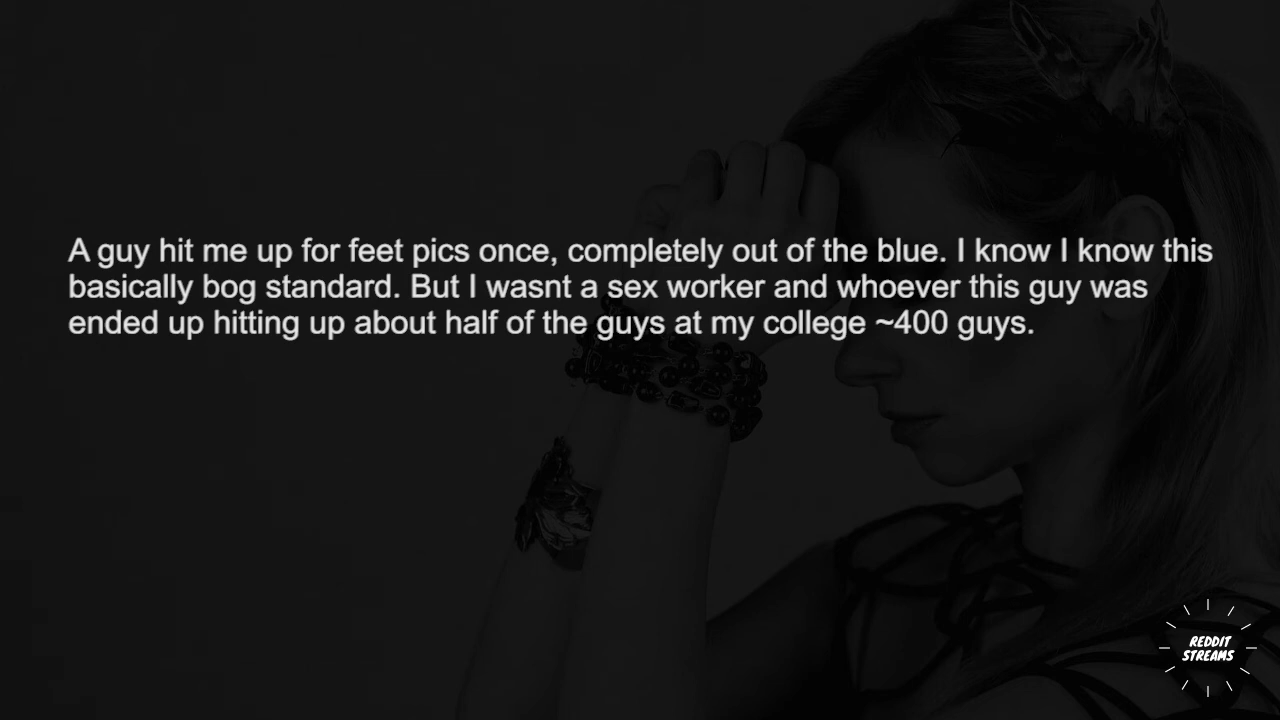 A guy hit me up for feet pics once, completely out of the blue. I know I know this
basically bog standard. But I wasnt a sex worker and whoever this guy was
ended up hitting up about half of the guys at my college ~400 guys.
REDDIT
STREAMS